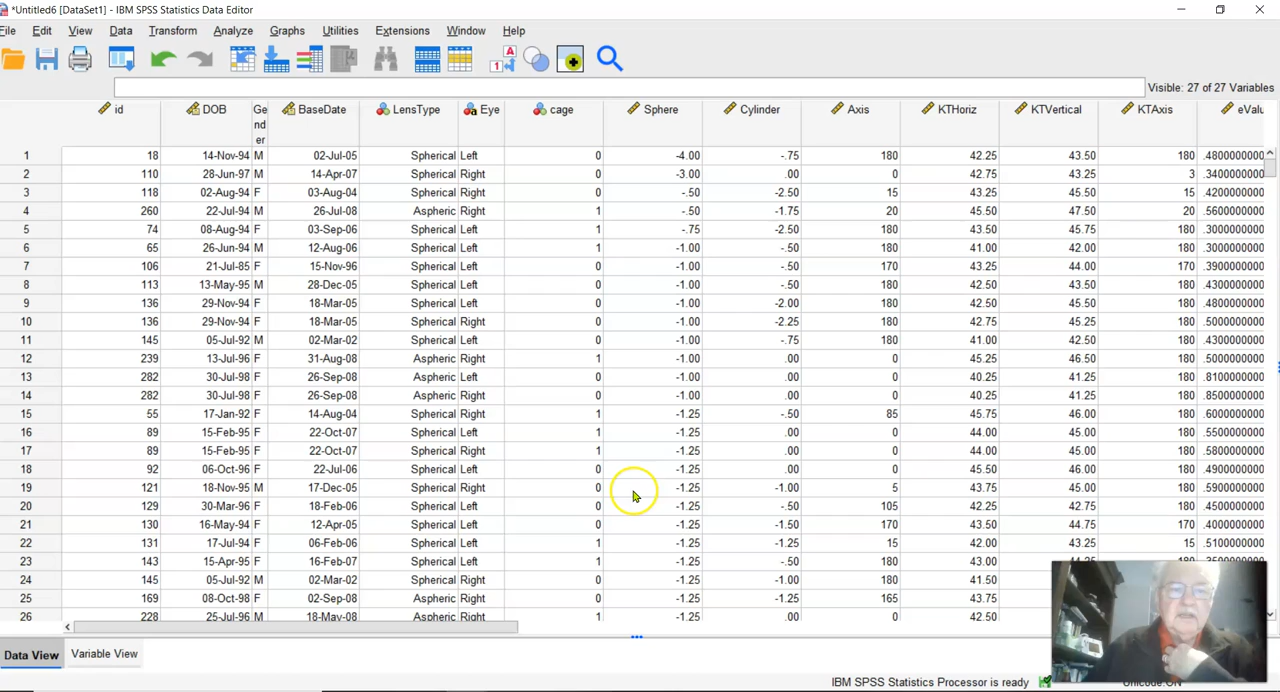 *Untitled6 [DataSet1] - IBM SPSS Statistics Data Editor
File Edit View Data Transform Analyze Graphs Utilities Extensions Window Help
Visible: 27 of 27 Variables
id DOB Gender BaseDate LensType Eye cage Sphere Cylinder Axis KTHoriz KTVertical KTAxis eValu
1 18 14-Nov-94 M 02-Jul-05 Spherical Left 0 -4.00 -.75 180 42.25 43.50 180 .4800000000
2 110 28-Jun-97 M 14-Apr-07 Spherical Right 0 -3.00 .00 0 42.75 43.25 3 .3400000000
3 118 02-Aug-94 F 03-Aug-04 Spherical Right 0 -.50 -2.50 15 43.25 45.50 15 .4200000000
4 260 22-Jul-94 M 26-Jul-08 Aspheric Right 1 -.50 -1.75 20 45.50 47.50 20 .5600000000
5 74 08-Aug-94 F 03-Sep-06 Spherical Left 1 -.75 -2.50 180 43.50 45.75 180 .6100000000
6 65 26-Jun-94 M 12-Aug-06 Spherical Left 1 -1.00 -.50 180 41.00 42.00 180 .3000000000
7 106 21-Jul-85 F 15-Nov-96 Spherical Left 0 -1.00 -.50 170 43.25 44.00 170 .3900000000
8 113 13-May-95 M 28-Dec-05 Spherical Left 0 -1.00 -.50 180 42.50 43.50 180 .4300000000
9 136 29-Nov-94 F 18-Mar-05 Spherical Left 0 -1.00 -2.00 180 42.50 45.50 180 .4800000000
10 136 29-Nov-94 F 18-Mar-05 Spherical Right 0 -1.00 -2.25 180 42.75 45.25 180 .5000000000
11 145 05-Jul-92 M 02-Mar-02 Spherical Left 0 -1.00 -.75 180 41.00 42.50 180 .4300000000
12 239 13-Jul-96 F 31-Aug-08 Aspheric Right 1 -1.00 .00 0 45.25 46.50 180 .5000000000
13 282 30-Jul-98 F 26-Sep-08 Aspheric Left 0 -1.00 .00 0 40.25 41.25 180 .8100000000
14 282 30-Jul-98 F 26-Sep-08 Aspheric Right 0 -1.00 .00 0 40.25 41.25 180 .8500000000
15 55 17-Jan-92 F 14-Aug-04 Spherical Right 1 -1.25 -.50 85 45.75 46.00 180 .6000000000
16 89 15-Feb-95 F 22-Oct-07 Spherical Left 1 -1.25 .00 0 44.00 45.00 180 .5500000000
17 89 15-Feb-95 F 22-Oct-07 Spherical Right 1 -1.25 .00 0 44.00 45.00 180 .5800000000
18 92 06-Oct-96 F 22-Jul-06 Spherical Left 0 -1.25 .00 0 45.50 46.00 180 .4900000000
19 121 18-Nov-95 M 17-Dec-05 Spherical Right 0 -1.25 -1.00 5 43.75 45.00 180 .5900000000
20 129 30-Mar-96 F 18-Feb-06 Spherical Left 0 -1.25 -.50 105 42.25 42.75 180 .4500000000
21 130 16-May-94 F 12-Apr-05 Spherical Left 0 -1.25 -1.50 170 43.50 44.75 170 .4000000000
22 131 17-Jul-94 F 06-Feb-06 Spherical Left 1 -1.25 -1.25 15 42.00 43.25 15 .5100000000
23 143 15-Apr-95 F 16-Feb-07 Spherical Left 1 -1.25 -.50 180 43.00
24 145 05-Jul-92 M 02-Mar-02 Spherical Right 0 -1.25 -1.00 180 41.50
25 169 08-Oct-98 F 02-Sep-08 Aspheric Right 0 -1.25 -1.25 165 43.75
26 228 25-Jul-96 M 18-May-08 Aspheric Right 1 -1.25 .00 0 42.50
Data View Variable View
IBM SPSS Statistics Processor is ready Unicode:ON